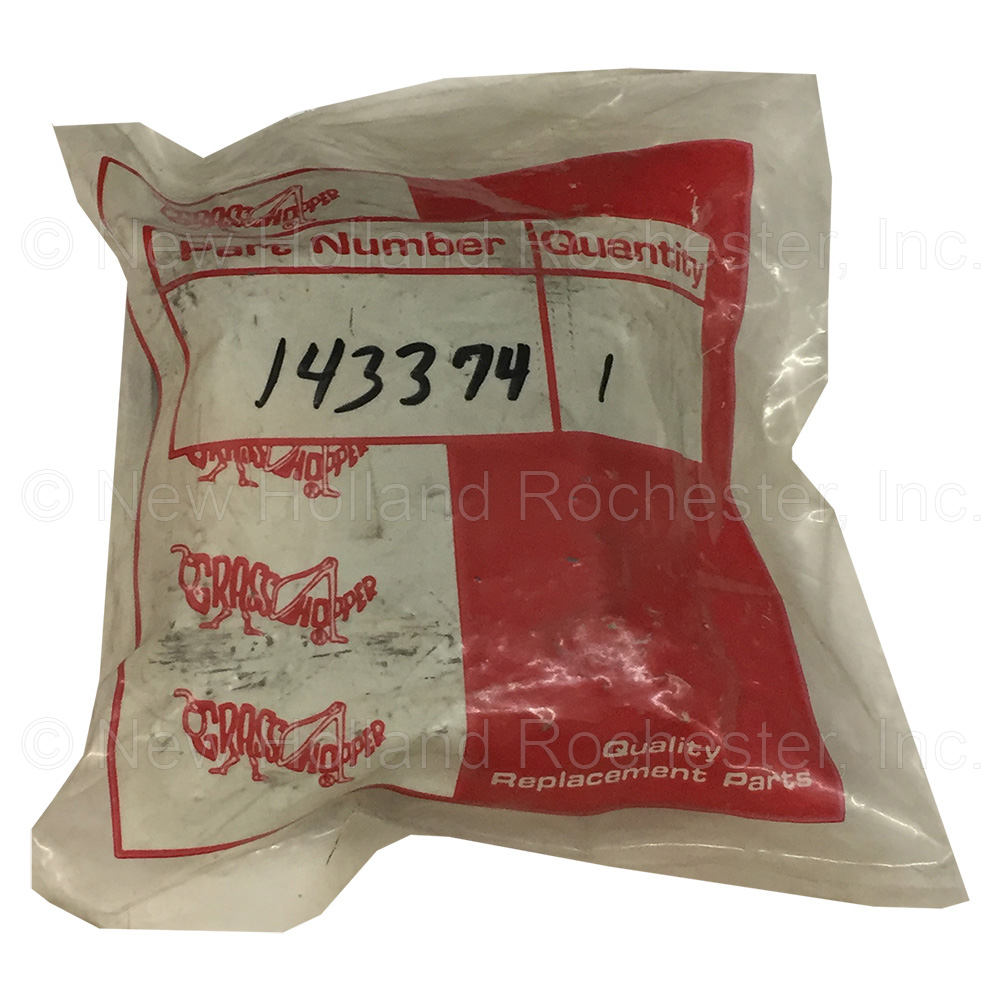 GRASSHOPPER
Part Number Quantity
© New Holland Rochester, Inc.
143374 1
GRASSHOPPER
© New Holland Rochester, Inc.
GRASSHOPPER
GRASSHOPPER
© New Holland Rochester, Inc.
Quality
Replacement Parts